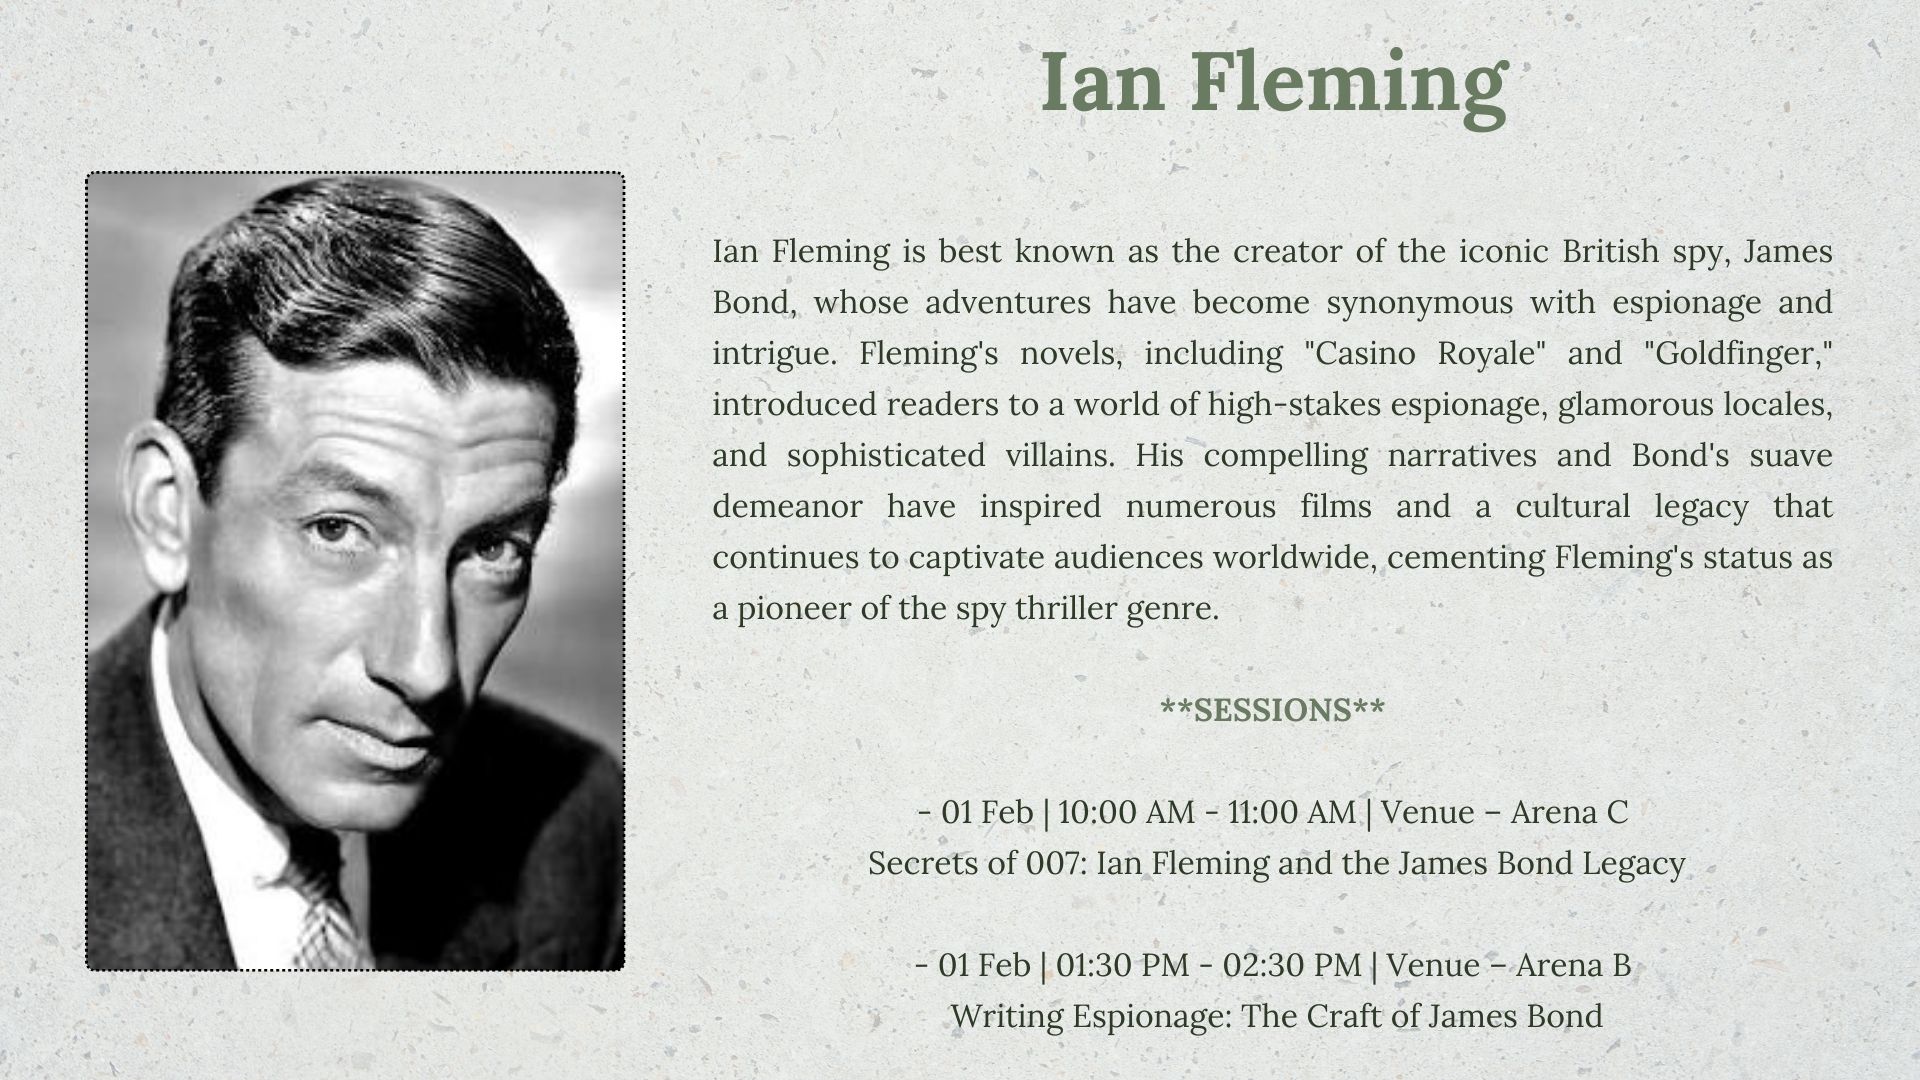 Ian Fleming
Ian Fleming is best known as the creator of the iconic British spy, James
Bond, whose adventures have become synonymous with espionage and
intrigue. Fleming's novels, including "Casino Royale" and "Goldfinger,"
introduced readers to a world of high-stakes espionage, glamorous locales,
and sophisticated villains. His compelling narratives and Bond's suave
demeanor have inspired numerous films and a cultural legacy that
continues to captivate audiences worldwide, cementing Fleming's status as
a pioneer of the spy thriller genre.
**SESSIONS**
- 01 Feb | 10:00 AM - 11:00 AM | Venue – Arena C
Secrets of 007: Ian Fleming and the James Bond Legacy
- 01 Feb | 01:30 PM - 02:30 PM | Venue – Arena B
Writing Espionage: The Craft of James Bond